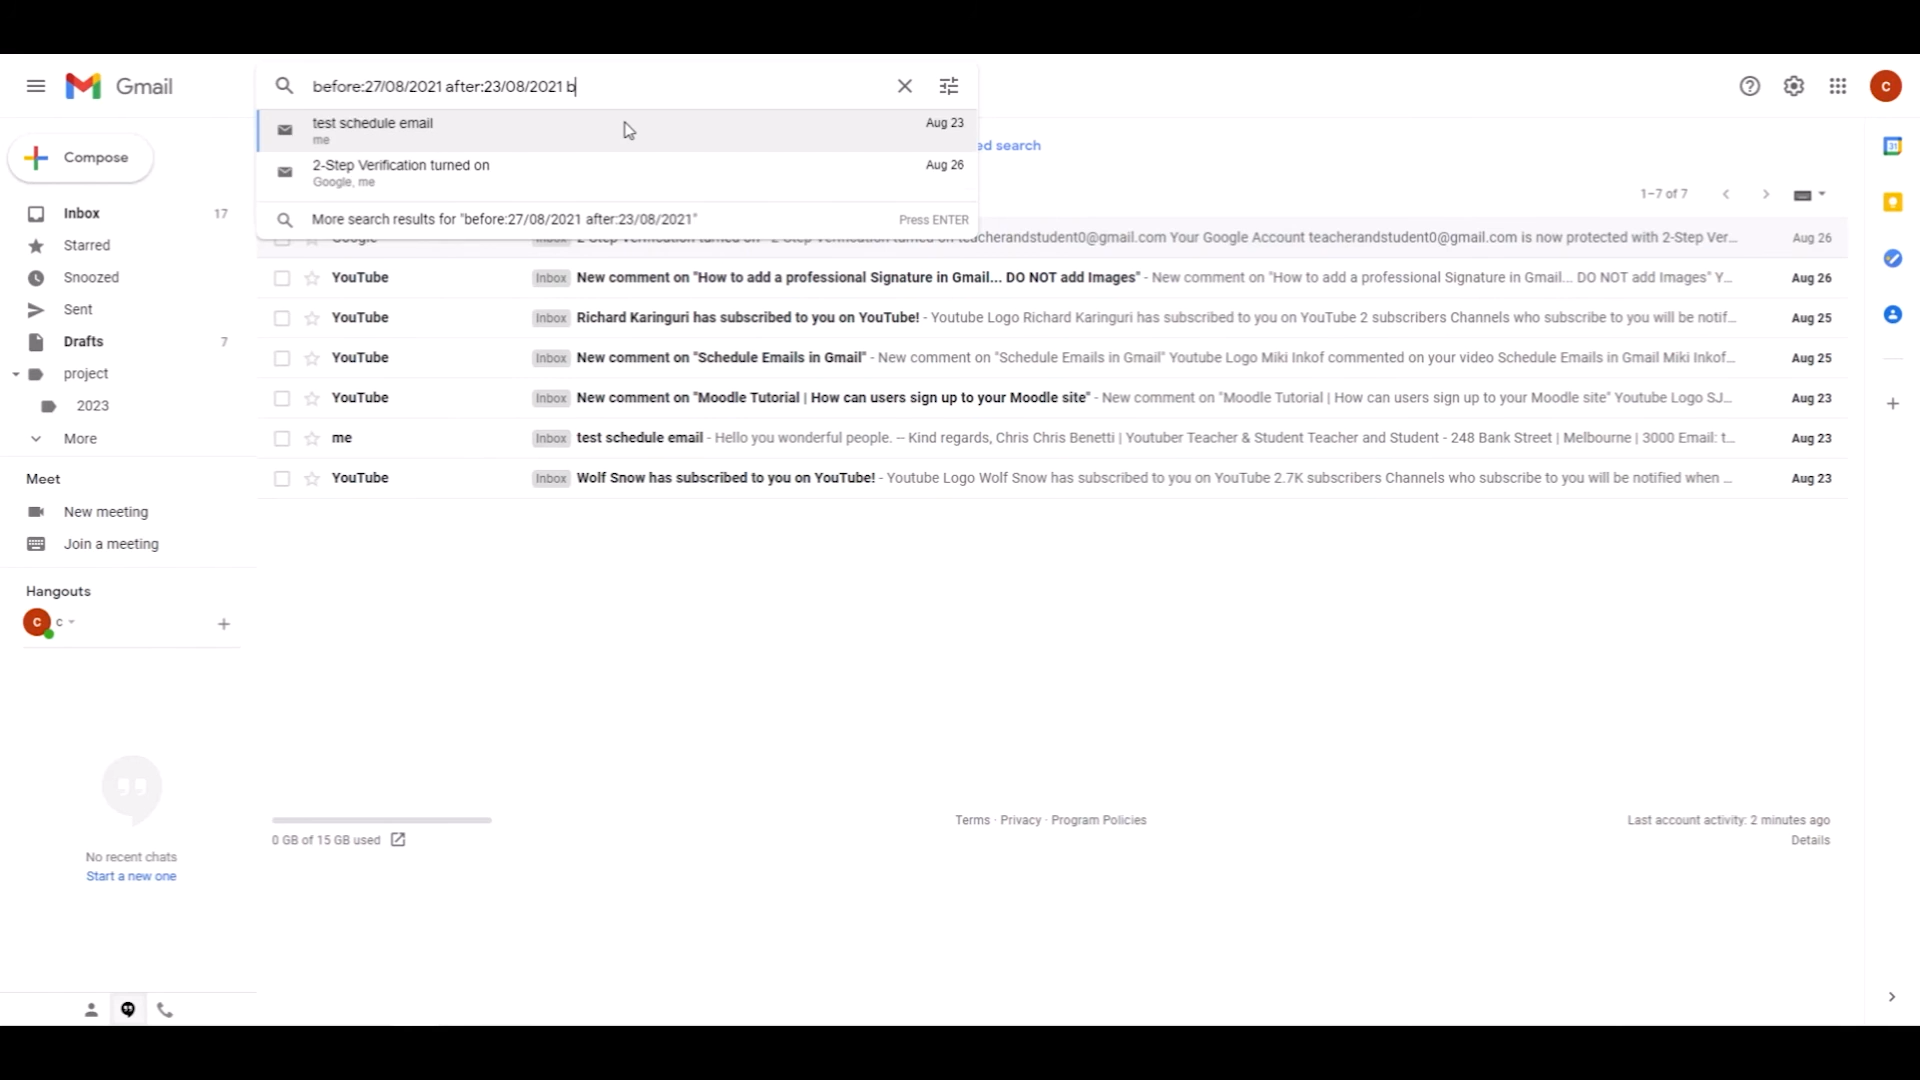 Gmail
before:27/08/2021 after:23/08/2021 b
C
test schedule email Aug 23
me
2-Step Verification turned on Aug 26
Google, me
More search results for "before:27/08/2021 after:23/08/2021" Press ENTER
ed search
31
Compose
1–7 of 7
Inbox 17
Starred
Snoozed
Sent
Drafts 7
project
2023
More
Google Inbox 2-Step Verification turned on - 2-Step Verification turned on teacherandstudent0@gmail.com Your Google Account teacherandstudent0@gmail.com is now protected with 2-Step Ver... Aug 26
YouTube Inbox New comment on "How to add a professional Signature in Gmail... DO NOT add Images" - New comment on "How to add a professional Signature in Gmail... DO NOT add Images" Y... Aug 26
YouTube Inbox Richard Karinguri has subscribed to you on YouTube! - Youtube Logo Richard Karinguri has subscribed to you on YouTube 2 subscribers Channels who subscribe to you will be notif... Aug 25
YouTube Inbox New comment on "Schedule Emails in Gmail" - New comment on "Schedule Emails in Gmail" Youtube Logo Miki Inkof commented on your video Schedule Emails in Gmail Miki Inkof... Aug 25
YouTube Inbox New comment on "Moodle Tutorial | How can users sign up to your Moodle site" - New comment on "Moodle Tutorial | How can users sign up to your Moodle site" Youtube Logo SJ... Aug 23
me Inbox test schedule email - Hello you wonderful people. -- Kind regards, Chris Chris Benetti | Youtuber Teacher & Student Teacher and Student - 248 Bank Street | Melbourne | 3000 Email: t... Aug 23
YouTube Inbox Wolf Snow has subscribed to you on YouTube! - Youtube Logo Wolf Snow has subscribed to you on YouTube 2.7K subscribers Channels who subscribe to you will be notified when ... Aug 23
Meet
New meeting
Join a meeting
Hangouts
C c
No recent chats
Start a new one
0 GB of 15 GB used
Terms · Privacy · Program Policies
Last account activity: 2 minutes ago
Details